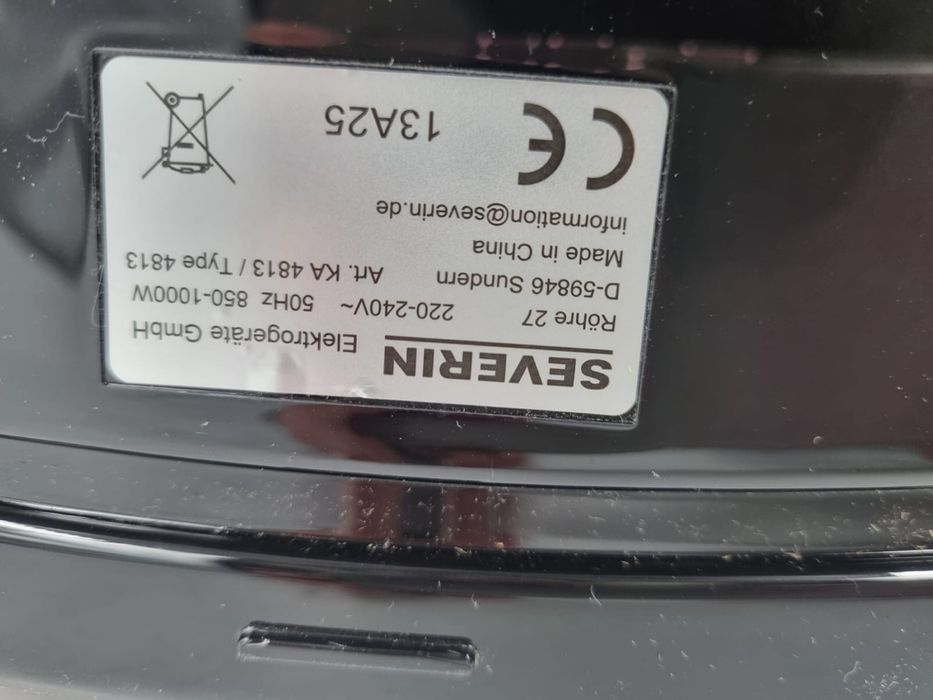 SEVERIN Elektrogeräte GmbH
Röhre 27 220-240V~ 50Hz 850-1000W
D-59846 Sundern Art. KA 4813 / Type 4813
Made in China
information@severin.de
CE 13A25